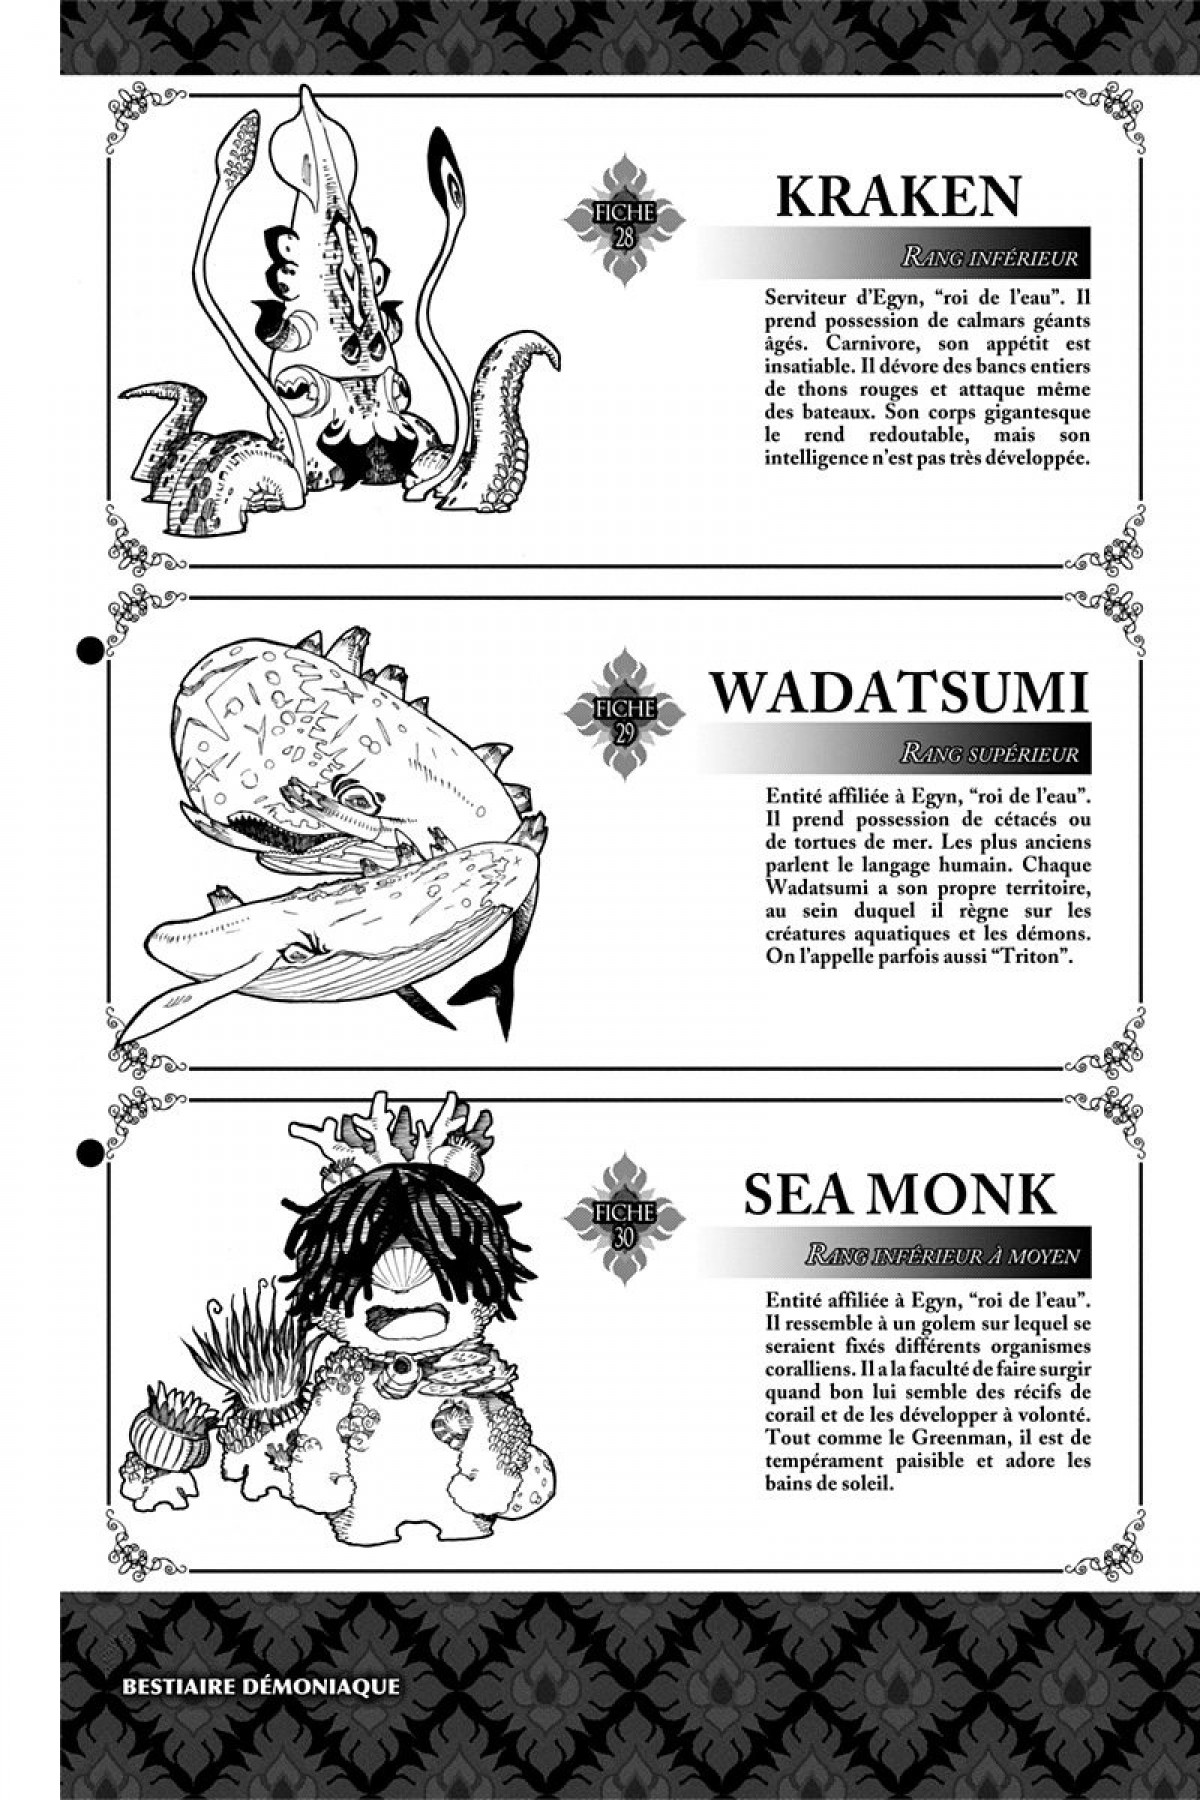 FICHE
28
KRAKEN
RANG INFÉRIEUR
Serviteur d'Egyn, “roi de l'eau”. Il
prend possession de calmars géants
âgés. Carnivore, son appétit est
insatiable. Il dévore des bancs entiers
de thons rouges et attaque même
des bateaux. Son corps gigantesque
le rend redoutable, mais son
intelligence n'est pas très développée.
FICHE
29
WADATSUMI
RANG SUPÉRIEUR
Entité affiliée à Egyn, “roi de l'eau”.
Il prend possession de cétacés ou
de tortues de mer. Les plus anciens
parlent le langage humain. Chaque
Wadatsumi a son propre territoire,
au sein duquel il règne sur les
créatures aquatiques et les démons.
On l'appelle parfois aussi “Triton”.
FICHE
30
SEA MONK
RANG INFÉRIEUR À MOYEN
Entité affiliée à Egyn, “roi de l'eau”.
Il ressemble à un golem sur lequel se
seraient fixés différents organismes
coralliens. Il a la faculté de faire surgir
quand bon lui semble des récifs de
corail et de les développer à volonté.
Tout comme le Greenman, il est de
tempérament paisible et adore les
bains de soleil.
BESTIAIRE DÉMONIAQUE